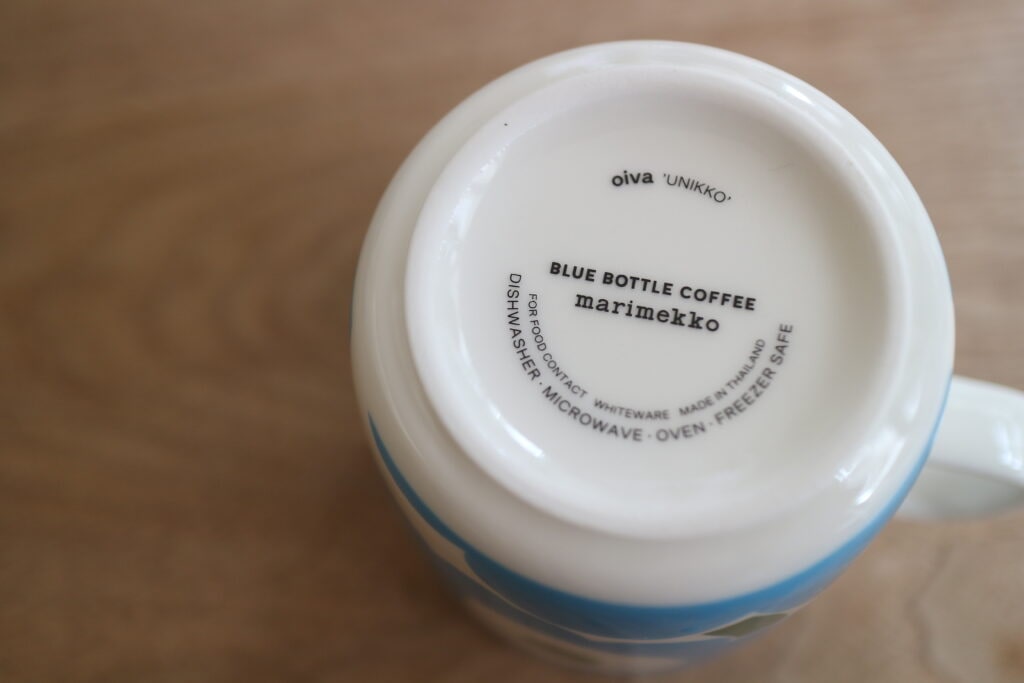 oiva 'UNIKKO'
BLUE BOTTLE COFFEE
marimekko
FOR FOOD CONTACT WHITEWARE MADE IN THAILAND
DISHWASHER · MICROWAVE · OVEN · FREEZER SAFE